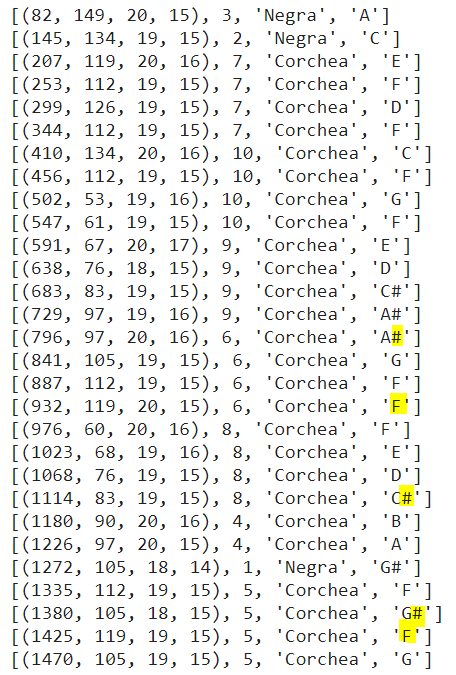 [(82, 149, 20, 15), 3, 'Negra', 'A']
[(145, 134, 19, 15), 2, 'Negra', 'C']
[(207, 119, 20, 16), 7, 'Corchea', 'E']
[(253, 112, 19, 15), 7, 'Corchea', 'F']
[(299, 126, 19, 15), 7, 'Corchea', 'D']
[(344, 112, 19, 15), 7, 'Corchea', 'F']
[(410, 134, 20, 16), 10, 'Corchea', 'C']
[(456, 112, 19, 15), 10, 'Corchea', 'F']
[(502, 53, 19, 16), 10, 'Corchea', 'G']
[(547, 61, 19, 15), 10, 'Corchea', 'F']
[(591, 67, 20, 17), 9, 'Corchea', 'E']
[(638, 76, 18, 15), 9, 'Corchea', 'D']
[(683, 83, 19, 15), 9, 'Corchea', 'C#']
[(729, 97, 19, 16), 9, 'Corchea', 'A#']
[(796, 97, 20, 16), 6, 'Corchea', 'A#']
[(841, 105, 19, 15), 6, 'Corchea', 'G']
[(887, 112, 19, 15), 6, 'Corchea', 'F']
[(932, 119, 20, 15), 6, 'Corchea', 'F']
[(976, 60, 20, 16), 8, 'Corchea', 'F']
[(1023, 68, 19, 16), 8, 'Corchea', 'E']
[(1068, 76, 19, 15), 8, 'Corchea', 'D']
[(1114, 83, 19, 15), 8, 'Corchea', 'C#']
[(1180, 90, 20, 16), 4, 'Corchea', 'B']
[(1226, 97, 20, 15), 4, 'Corchea', 'A']
[(1272, 105, 18, 14), 1, 'Negra', 'G#']
[(1335, 112, 19, 15), 5, 'Corchea', 'F']
[(1380, 105, 18, 15), 5, 'Corchea', 'G#']
[(1425, 119, 19, 15), 5, 'Corchea', 'F']
[(1470, 105, 19, 15), 5, 'Corchea', 'G']